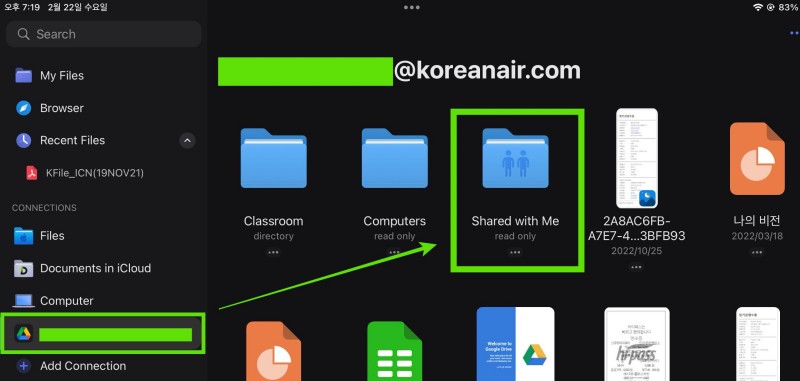 오후 7:19 2월 22일 수요일
83%
Search
My Files
Browser
Recent Files
KFile_ICN(19NOV21)
CONNECTIONS
Files
Documents in iCloud
Computer
Add Connection
@koreanair.com
Classroom
directory
Computers
read only
Shared with Me
read only
2A8AC6FB-
A7E7-4...3BFB93
2022/10/25
나의 비전
2022/03/18
Welcome to
Google Drive
hi-pass